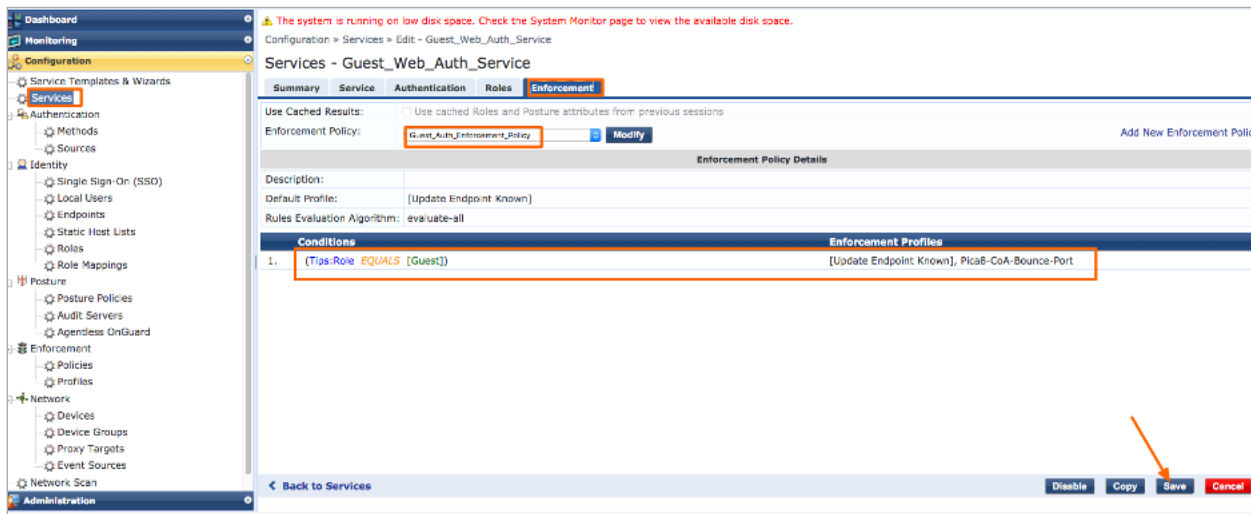 Dashboard
Monitoring
Configuration
Service Templates & Wizards
Services
Authentication
Methods
Sources
Identity
Single Sign-On (SSO)
Local Users
Endpoints
Static Host Lists
Roles
Role Mappings
Posture
Posture Policies
Audit Servers
Agentless OnGuard
Enforcement
Policies
Profiles
Network
Devices
Device Groups
Proxy Targets
Event Sources
Network Scan
Administration
The system is running on low disk space. Check the System Monitor page to view the available disk space.
Configuration » Services » Edit - Guest_Web_Auth_Service
Services - Guest_Web_Auth_Service
Summary Service Authentication Roles Enforcement
Use Cached Results: Use cached Roles and Posture attributes from previous sessions
Enforcement Policy: Guest_Auth_Enforcement_Policy Modify Add New Enforcement Polic
Enforcement Policy Details
Description:
Default Profile: [Update Endpoint Known]
Rules Evaluation Algorithm: evaluate-all
Conditions Enforcement Profiles
1. (Tips:Role EQUALS [Guest]) [Update Endpoint Known], Pica8-CoA-Bounce-Port
Back to Services Disable Copy Save Cancel